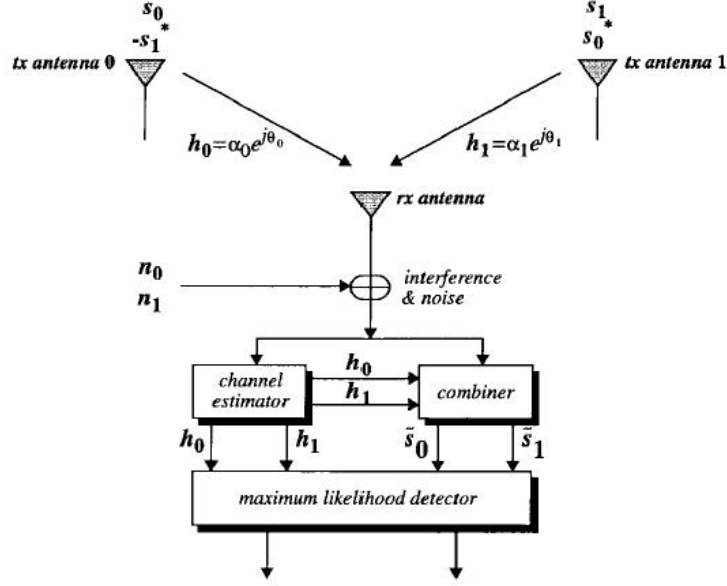 s₀ s₁
-s₁* s₀*
tx antenna 0 tx antenna 1
h₀=α₀e^{jθ₀} h₁=α₁e^{jθ₁}
rx antenna
n₀
n₁
interference
& noise
channel
estimator
h₀
h₁
combiner
h₀ h₁ s̃₀ s̃₁
maximum likelihood detector